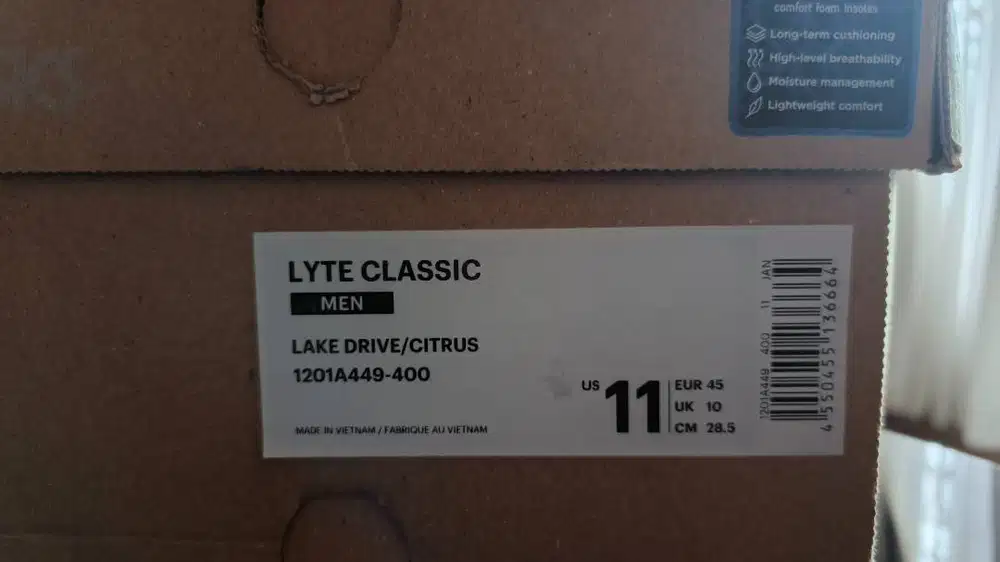 comfort foam insoles
Long-term cushioning
High-level breathability
Moisture management
Lightweight comfort
LYTE CLASSIC
MEN
LAKE DRIVE/CITRUS
1201A449-400
MADE IN VIETNAM / FABRIQUE AU VIETNAM
US 11
EUR 45
UK 10
CM 28.5
1201A449 400 11 JAN
4550455136664